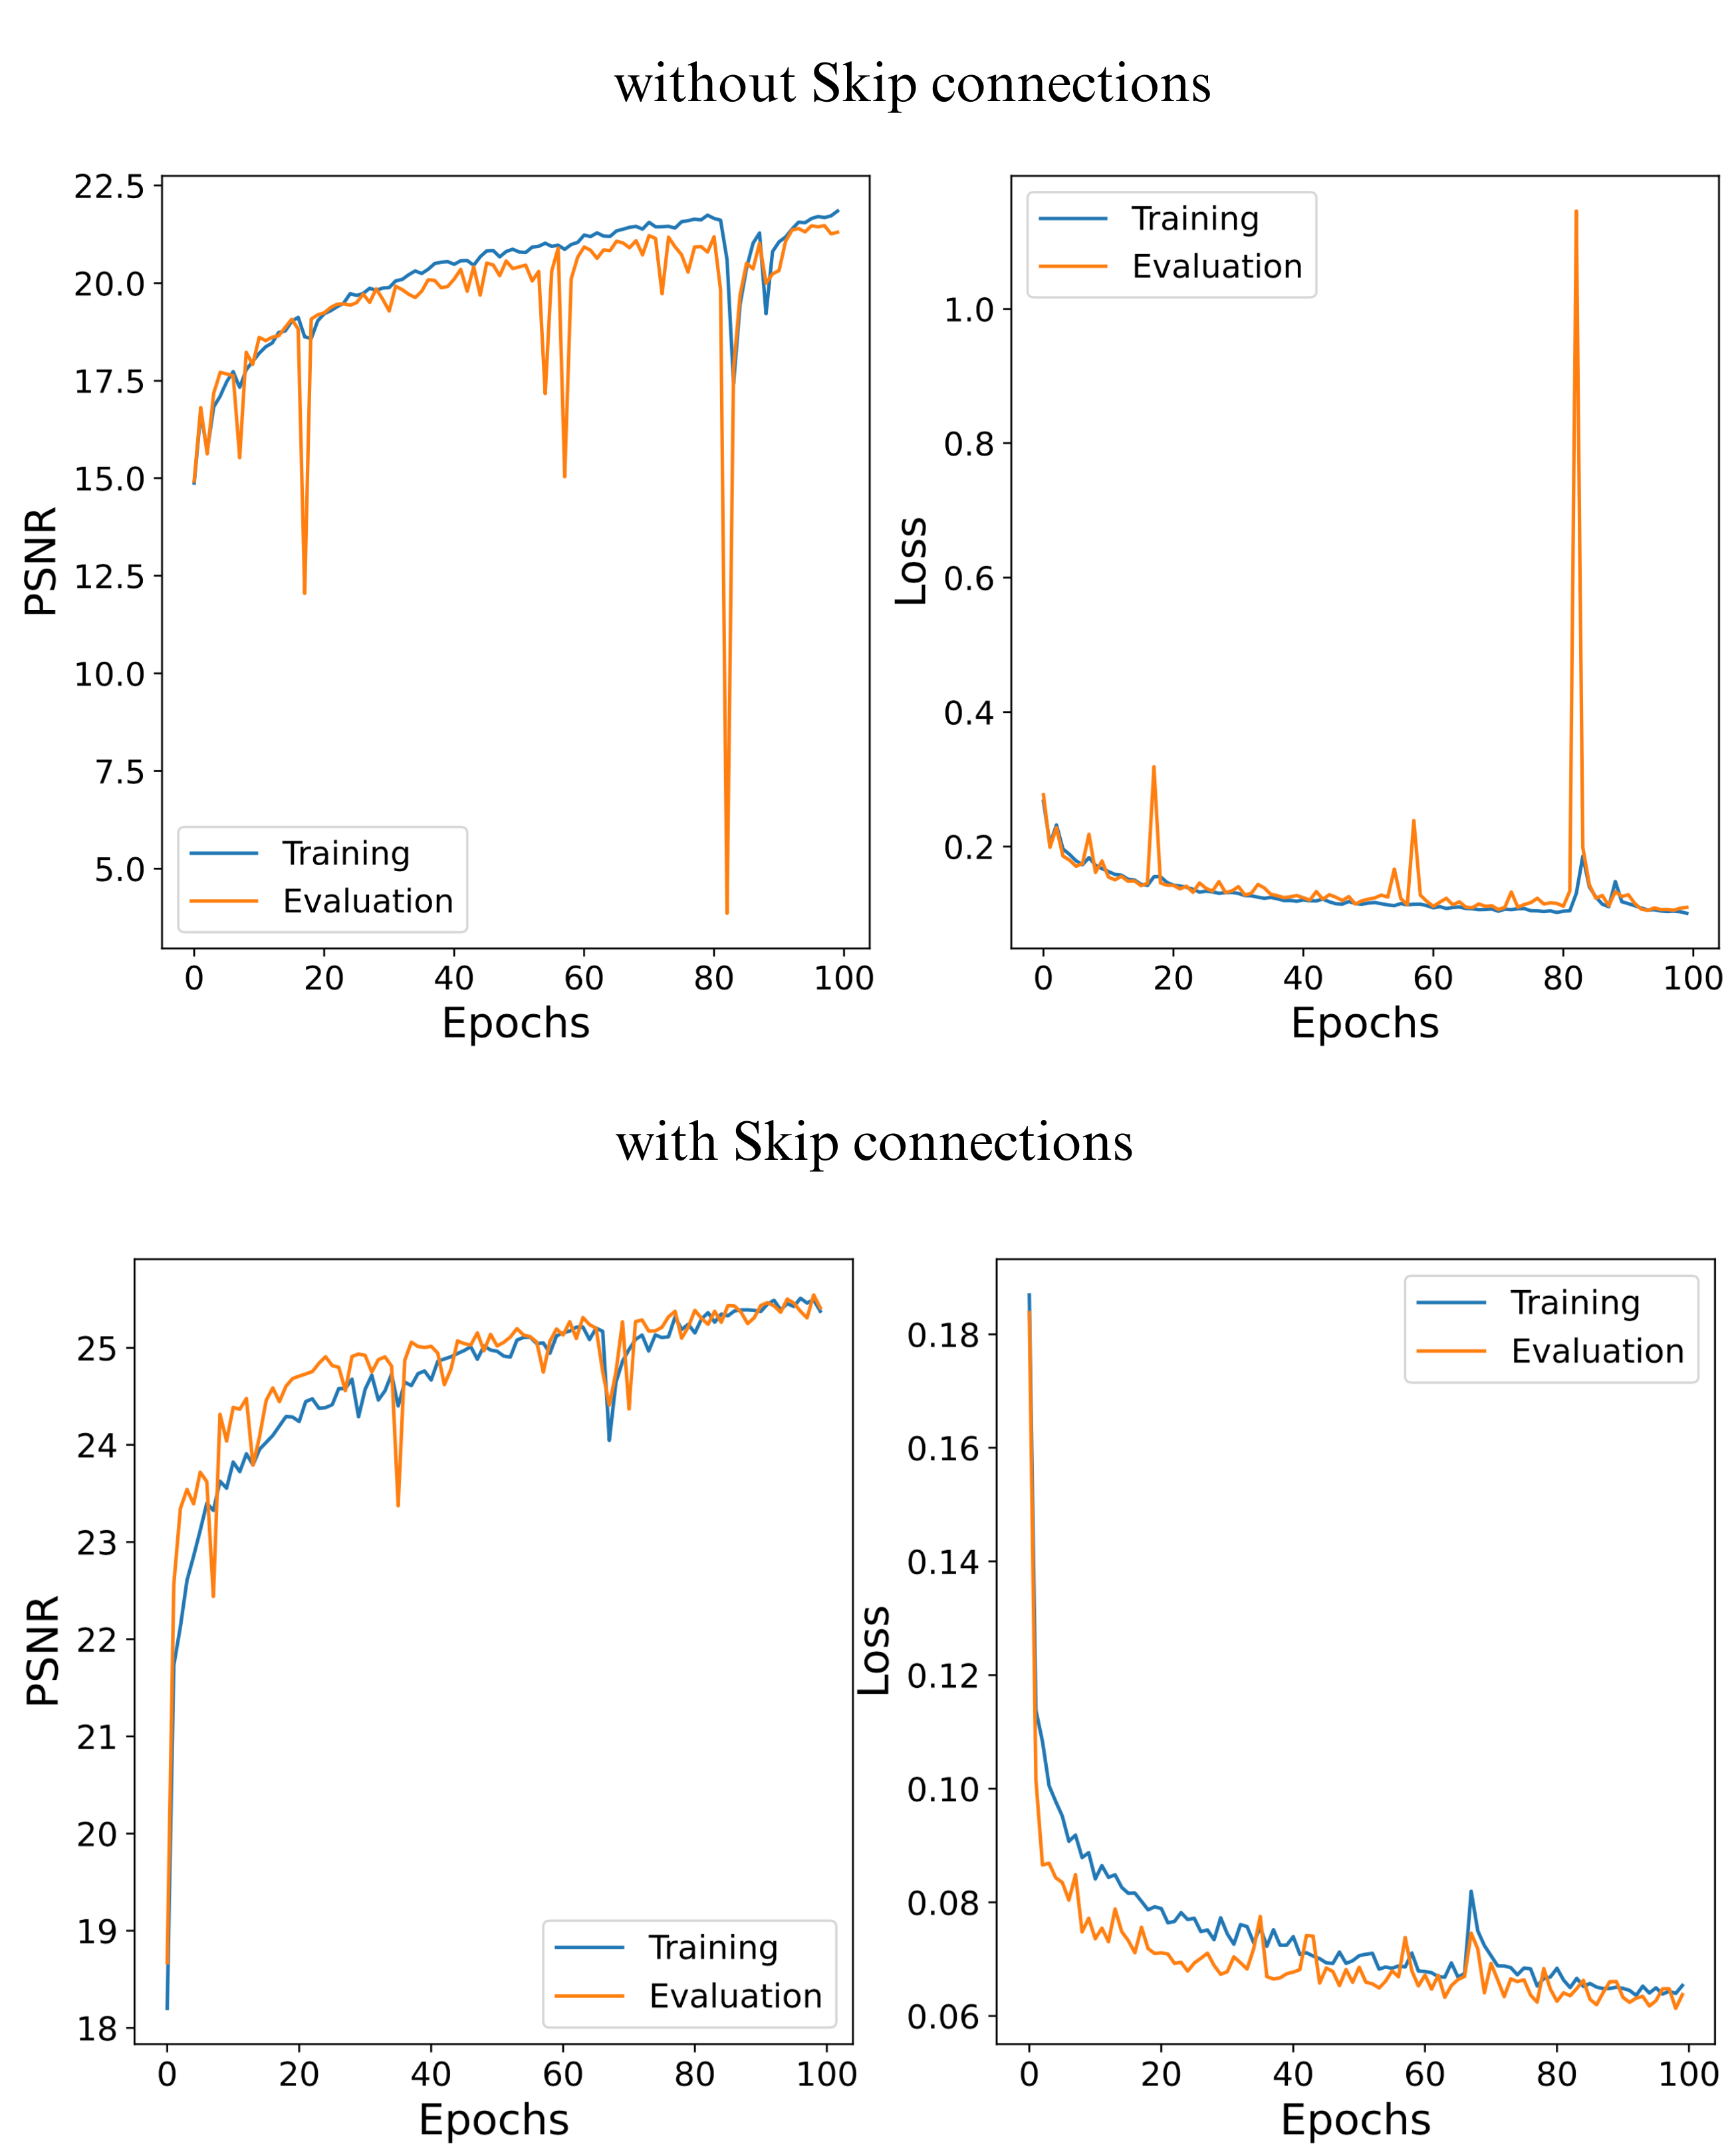 without Skip connections
22.5
20.0
17.5
15.0
12.5
10.0
7.5
5.0
PSNR
Training
Evaluation
0 20 40 60 80 100
Epochs
1.0
0.8
0.6
0.4
0.2
Loss
Training
Evaluation
0 20 40 60 80 100
Epochs
with Skip connections
25
24
23
22
21
20
19
18
PSNR
Training
Evaluation
0 20 40 60 80 100
Epochs
0.18
0.16
0.14
0.12
0.10
0.08
0.06
Loss
Training
Evaluation
0 20 40 60 80 100
Epochs